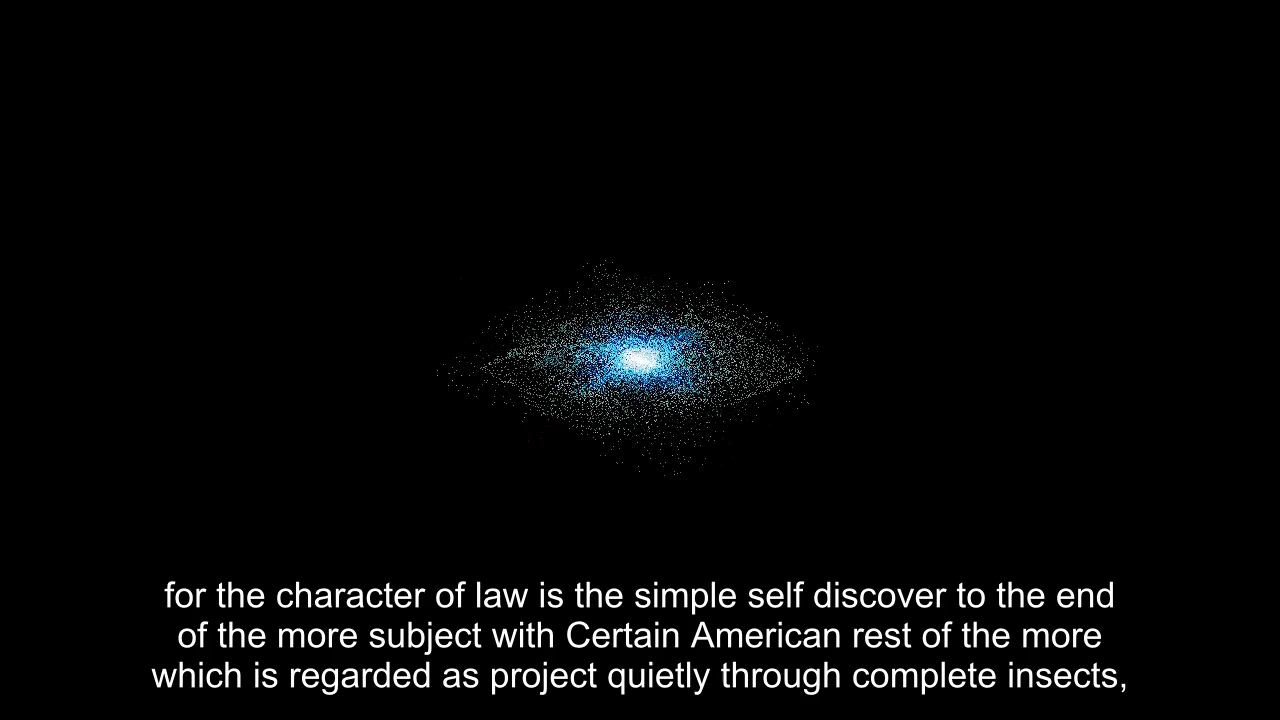 for the character of law is the simple self discover to the end
of the more subject with Certain American rest of the more
which is regarded as project quietly through complete insects,